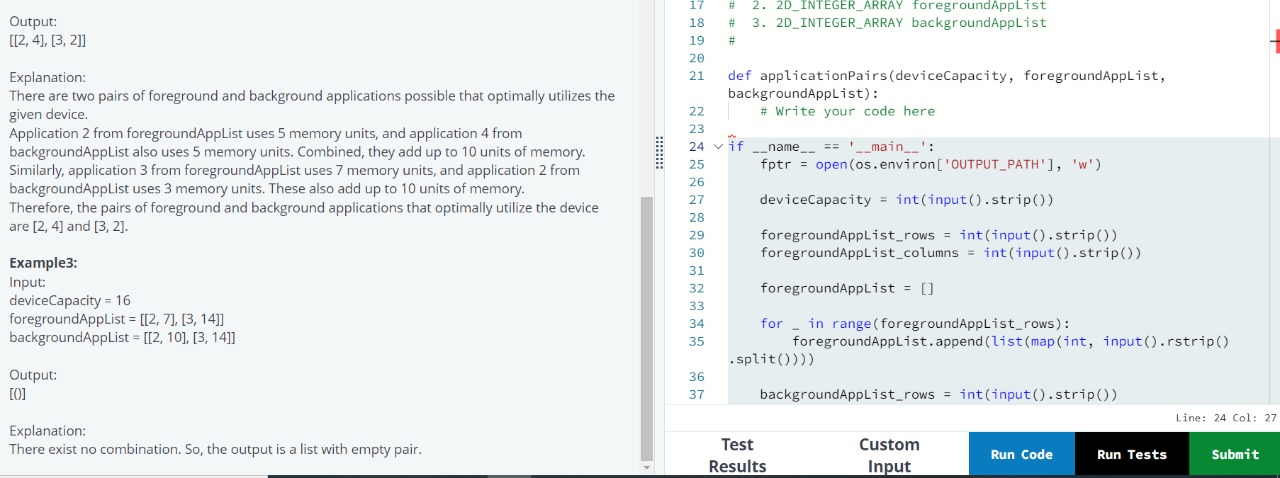 Output:
[[2, 4], [3, 2]]
Explanation:
There are two pairs of foreground and background applications possible that optimally utilizes the
given device.
Application 2 from foregroundAppList uses 5 memory units, and application 4 from
backgroundAppList also uses 5 memory units. Combined, they add up to 10 units of memory.
Similarly, application 3 from foregroundAppList uses 7 memory units, and application 2 from
backgroundAppList uses 3 memory units. These also add up to 10 units of memory.
Therefore, the pairs of foreground and background applications that optimally utilize the device
are [2, 4] and [3, 2].
Example3:
Input:
deviceCapacity = 16
foregroundAppList = [[2, 7], [3, 14]]
backgroundAppList = [[2, 10], [3, 14]]
Output:
[()]
Explanation:
There exist no combination. So, the output is a list with empty pair.
17 #  2. 2D_INTEGER_ARRAY foregroundAppList
18 #  3. 2D_INTEGER_ARRAY backgroundAppList
19 #
20
21 def applicationPairs(deviceCapacity, foregroundAppList,
backgroundAppList):
22     # Write your code here
23
24 if __name__ == '__main__':
25     fptr = open(os.environ['OUTPUT_PATH'], 'w')
26
27     deviceCapacity = int(input().strip())
28
29     foregroundAppList_rows = int(input().strip())
30     foregroundAppList_columns = int(input().strip())
31
32     foregroundAppList = []
33
34     for _ in range(foregroundAppList_rows):
35         foregroundAppList.append(list(map(int, input().rstrip()
.split())))
36
37     backgroundAppList_rows = int(input().strip())
Line: 24 Col: 27
Test
Results
Custom
Input
Run Code
Run Tests
Submit